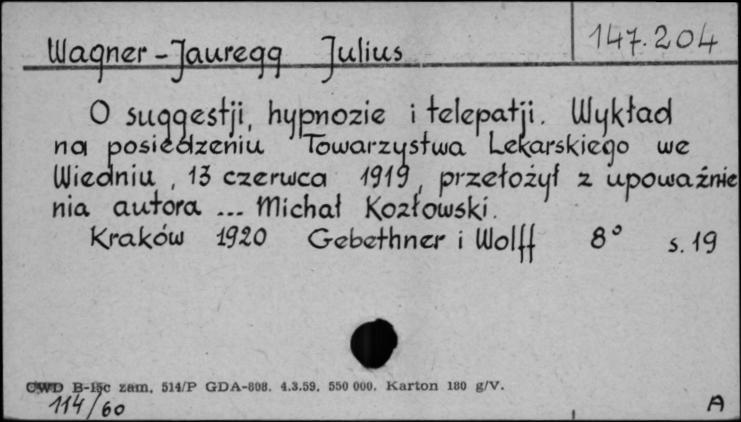 147.204
Wagner-Jauregg Julius
O suggestji, hypnozie i telepatji. Wykład
na posiedzeniu Towarzystwa Lekarskiego we
Wiedniu, 13 czerwca 1919, przełożył z upoważnie
nia autora ... Michał Kozłowski.
Kraków 1920 Gebethner i Wolff 8° s. 19
CWD B-ISc zam. 514/P GDA-808. 4.3.59. 550 000. Karton 180 g/V.
114/60 A